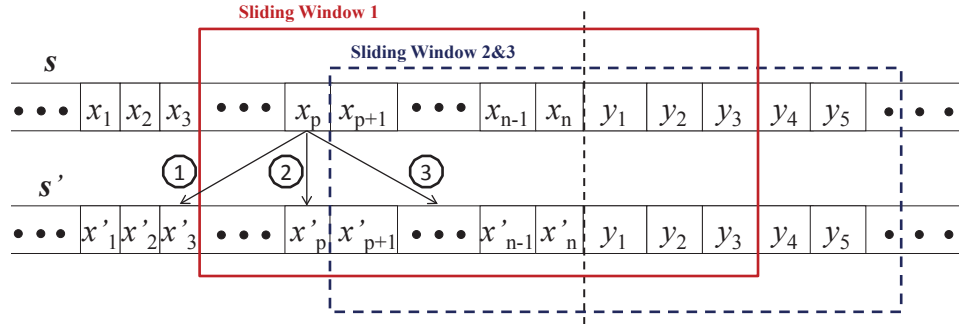 Sliding Window 1
Sliding Window 2&3
s
••• x₁ x₂ x₃ ••• xₚ xₚ₊₁ ••• xₙ₋₁ xₙ y₁ y₂ y₃ y₄ y₅ •••
① ② ③
s’
••• x'₁ x'₂ x'₃ ••• x'ₚ x'ₚ₊₁ ••• x'ₙ₋₁ x'ₙ y₁ y₂ y₃ y₄ y₅ •••